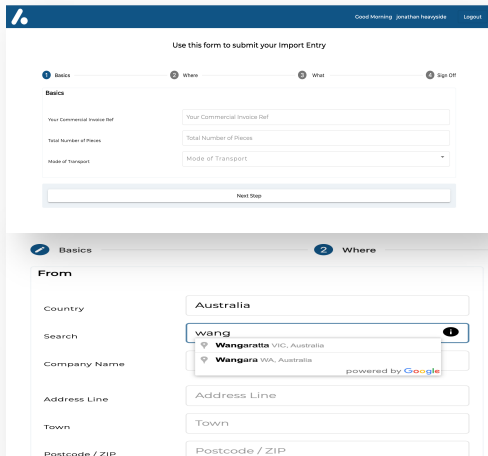 Good Morning jonathan heavyside Logout
Use this form to submit your Import Entry
1 Basics 2 Where 3 What 4 Sign Off
Basics
Your Commercial Invoice Ref Your Commercial Invoice Ref
Total Number of Pieces Total Number of Pieces
Mode of Transport Mode of Transport
Next Step
Basics 2 Where
From
Country Australia
Search wang
Wangaratta VIC, Australia
Wangara WA, Australia
Company Name
powered by Google
Address Line Address Line
Town Town
Postcode / ZIP Postcode / ZIP